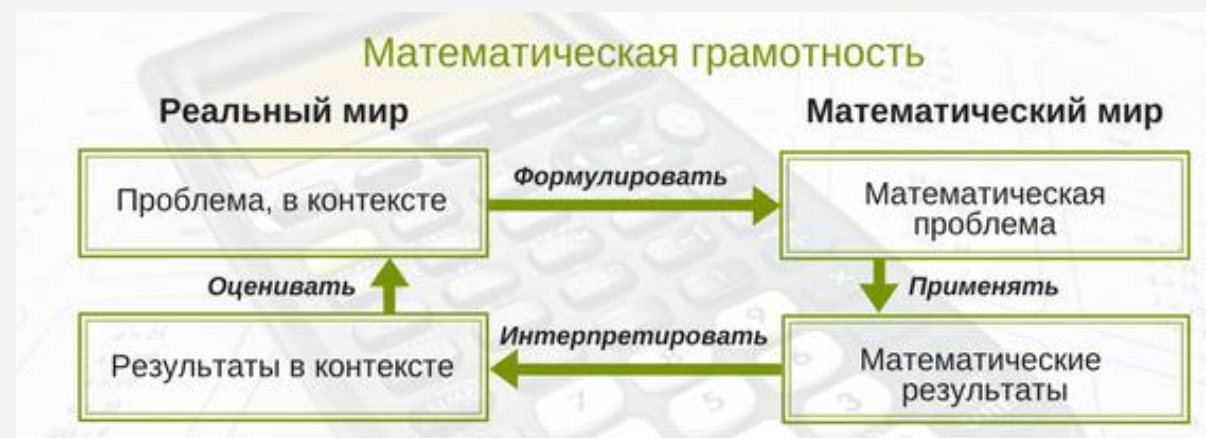 Математическая грамотность
Реальный мир
Математический мир
Проблема, в контексте
Формулировать
Математическая
проблема
Оценивать
Применять
Результаты в контексте
Интерпретировать
Математические
результаты